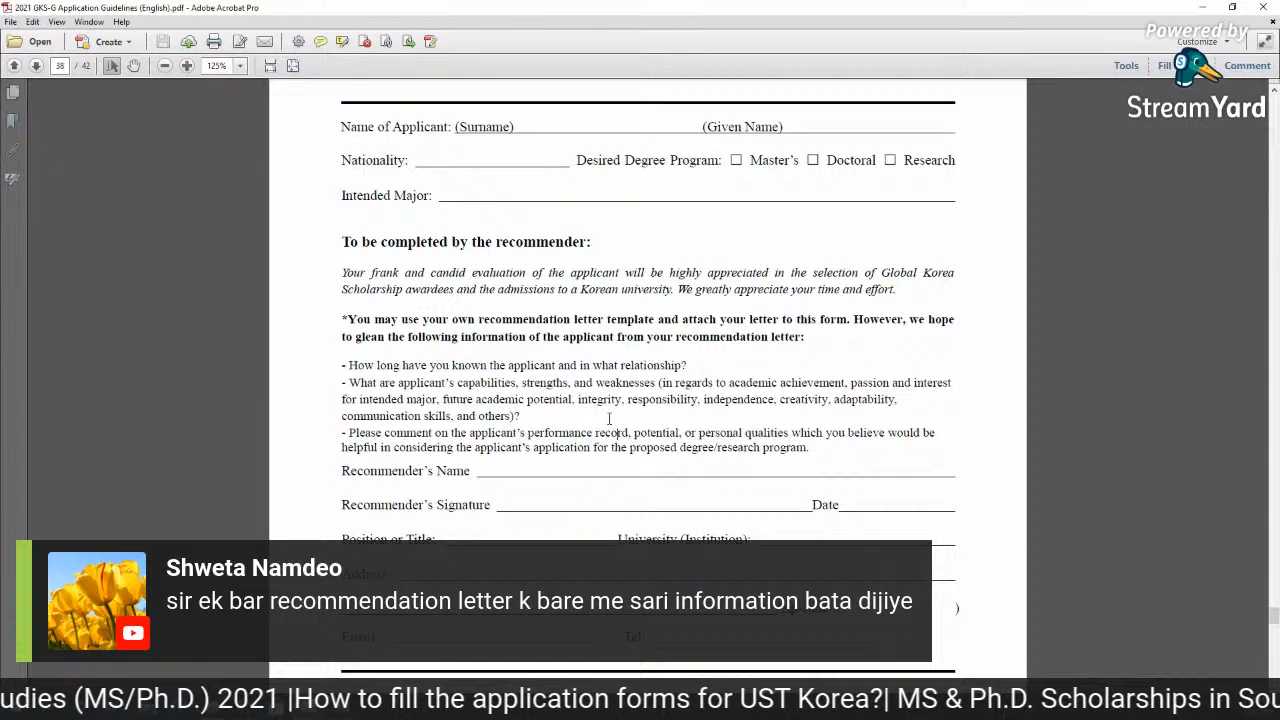 2021 GKS-G Application Guidelines (English).pdf - Adobe Acrobat Pro
File Edit View Window Help
Open Create
Powered by
Customize
38 / 42 125% Tools Fill Comment
StreamYard
Name of Applicant: (Surname) (Given Name)
Nationality: Desired Degree Program: ☐ Master's ☐ Doctoral ☐ Research
Intended Major:
To be completed by the recommender:
Your frank and candid evaluation of the applicant will be highly appreciated in the selection of Global Korea
Scholarship awardees and the admissions to a Korean university. We greatly appreciate your time and effort.
*You may use your own recommendation letter template and attach your letter to this form. However, we hope
to glean the following information of the applicant from your recommendation letter:
- How long have you known the applicant and in what relationship?
- What are applicant's capabilities, strengths, and weaknesses (in regards to academic achievement, passion and interest
for intended major, future academic potential, integrity, responsibility, independence, creativity, adaptability,
communication skills, and others)?
- Please comment on the applicant's performance record, potential, or personal qualities which you believe would be
helpful in considering the applicant's application for the proposed degree/research program.
Recommender's Name
Recommender's Signature Date
Position or Title: University (Institution):
Address:
)
Email Tel
Shweta Namdeo
sir ek bar recommendation letter k bare me sari information bata dijiye
tudies (MS/Ph.D.) 2021 |How to fill the application forms for UST Korea?| MS & Ph.D. Scholarships in Sou